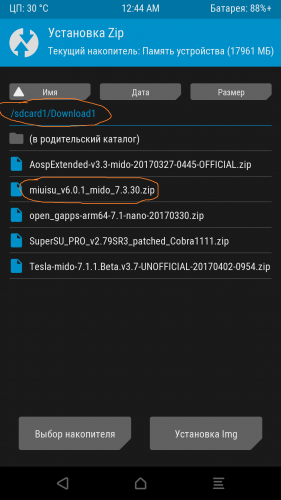 ЦП: 30 °C 12:44 AM Батарея: 88%+
Установка Zip
Текущий накопитель: Память устройства (17961 МБ)
Имя Дата Размер
/sdcard1/Download1
(в родительский каталог)
AospExtended-v3.3-mido-20170327-0445-OFFICIAL.zip
miuisu_v6.0.1_mido_7.3.30.zip
open_gapps-arm64-7.1-nano-20170330.zip
SuperSU_PRO_v2.79SR3_patched_Cobra1111.zip
Tesla-mido-7.1.1.Beta.v3.7-UNOFFICIAL-20170402-0954.zip
Выбор накопителя Установка Img